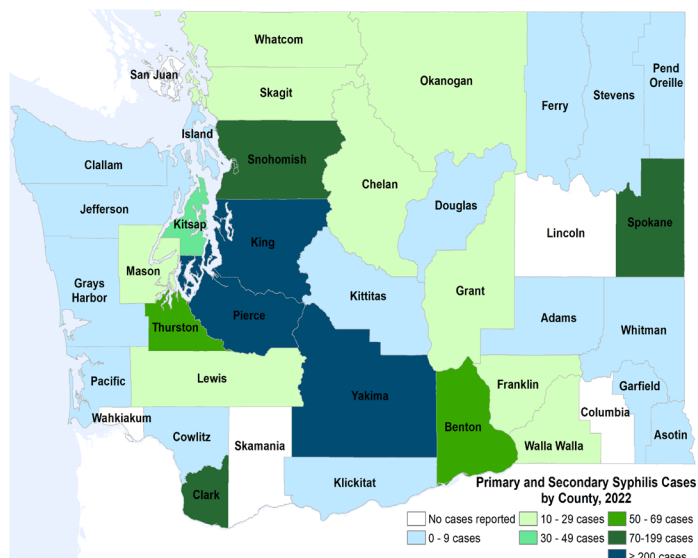 Whatcom
San Juan
Skagit
Okanogan
Ferry
Stevens
Pend
Oreille
Island
Snohomish
Clallam
Chelan
Jefferson
Douglas
Kitsap
King
Lincoln
Spokane
Mason
Grays
Harbor
Kittitas
Grant
Thurston
Pierce
Adams
Whitman
Pacific
Lewis
Yakima
Franklin
Garfield
Wahkiakum
Columbia
Cowlitz
Skamania
Benton
Walla Walla
Asotin
Clark
Klickitat
Primary and Secondary Syphilis Cases
by County, 2022
No cases reported
10 - 29 cases
50 - 69 cases
0 - 9 cases
30 - 49 cases
70-199 cases
> 200 cases